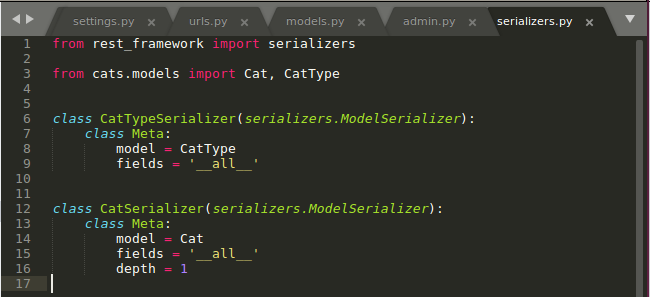 settings.py × urls.py × models.py × admin.py × serializers.py ×
1 from rest_framework import serializers
2
3 from cats.models import Cat, CatType
4
5
6 class CatTypeSerializer(serializers.ModelSerializer):
7     class Meta:
8         model = CatType
9         fields = '__all__'
10
11
12 class CatSerializer(serializers.ModelSerializer):
13     class Meta:
14         model = Cat
15         fields = '__all__'
16         depth = 1
17